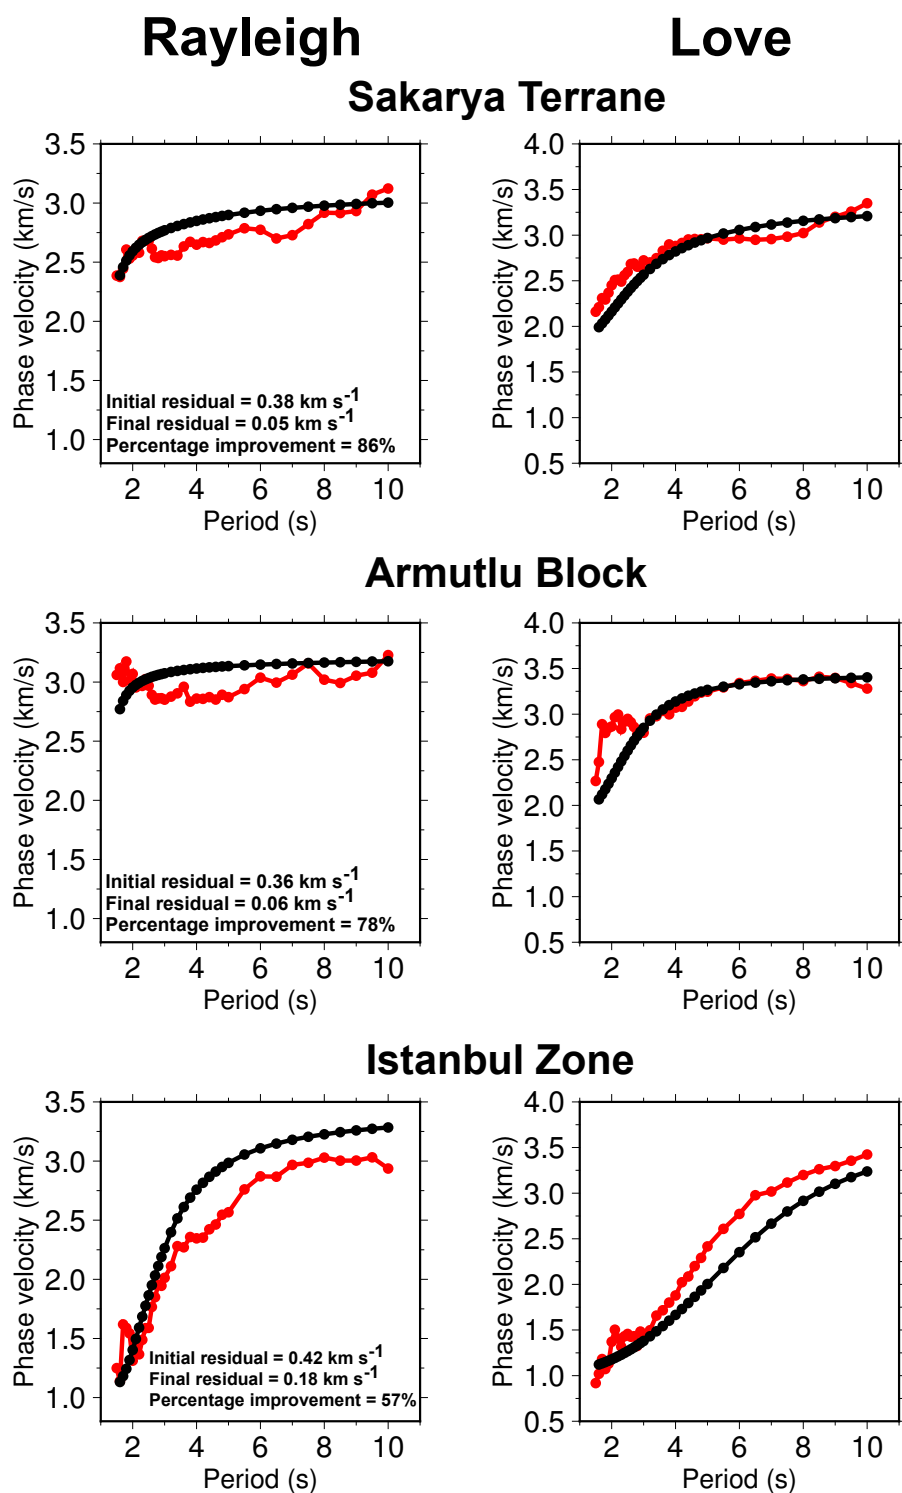 Rayleigh Love
Sakarya Terrane
3.5
3.0
2.5
2.0
1.5
1.0
Phase velocity (km/s)
Initial residual = 0.38 km s⁻¹
Final residual = 0.05 km s⁻¹
Percentage improvement = 86%
2 4 6 8 10
Period (s)
4.0
3.5
3.0
2.5
2.0
1.5
1.0
0.5
Phase velocity (km/s)
2 4 6 8 10
Period (s)
Armutlu Block
3.5
3.0
2.5
2.0
1.5
1.0
Phase velocity (km/s)
Initial residual = 0.36 km s⁻¹
Final residual = 0.06 km s⁻¹
Percentage improvement = 78%
2 4 6 8 10
Period (s)
4.0
3.5
3.0
2.5
2.0
1.5
1.0
0.5
Phase velocity (km/s)
2 4 6 8 10
Period (s)
Istanbul Zone
3.5
3.0
2.5
2.0
1.5
1.0
Phase velocity (km/s)
Initial residual = 0.42 km s⁻¹
Final residual = 0.18 km s⁻¹
Percentage improvement = 57%
2 4 6 8 10
Period (s)
4.0
3.5
3.0
2.5
2.0
1.5
1.0
0.5
Phase velocity (km/s)
2 4 6 8 10
Period (s)